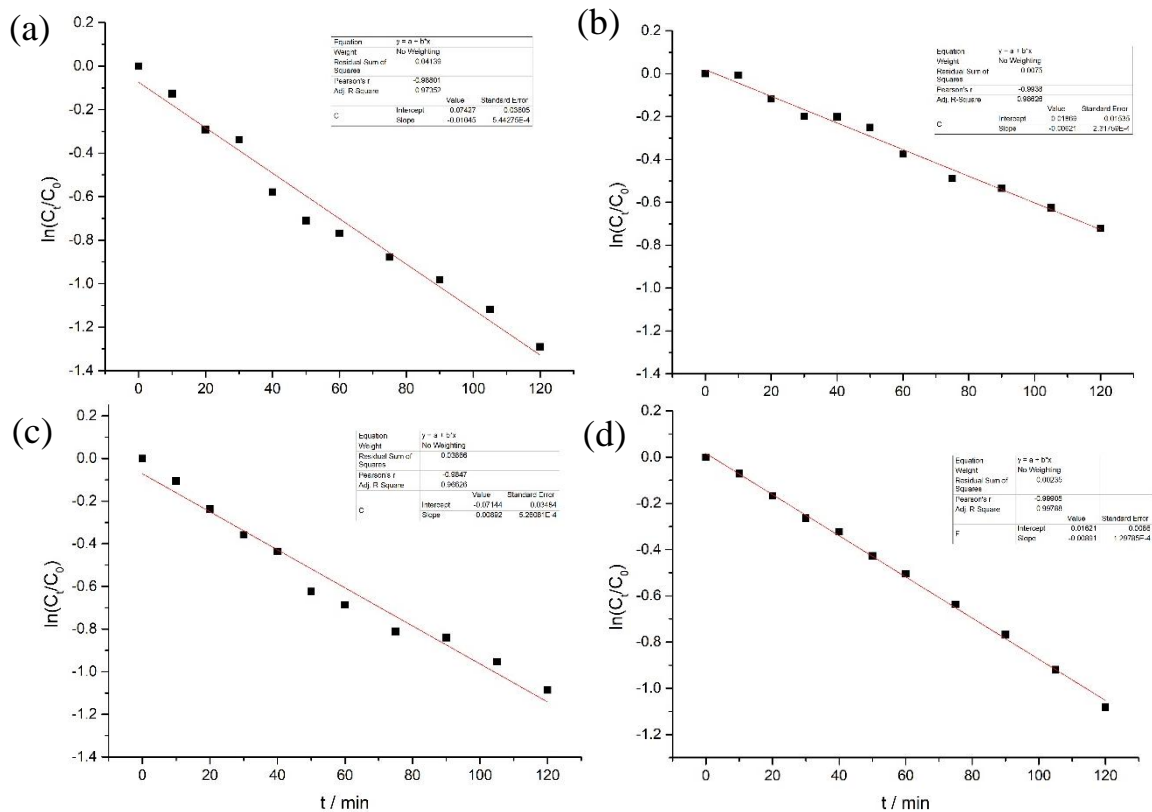 (a)
0.2
0.0
-0.2
-0.4
-0.6
-0.8
-1.0
-1.2
-1.4
ln(Ct/C0)
0 20 40 60 80 100 120
Equation y = a + b*x
Weight No Weighting
Residual Sum of Squares 0.04139
Pearson's r -0.98801
Adj. R-Square 0.97352
Value Standard Error
C Intercept 0.07427 0.03805
Slope -0.01045 5.44275E-4
(b)
0.2
0.0
-0.2
-0.4
-0.6
-0.8
-1.0
-1.2
-1.4
ln(Ct/C0)
0 20 40 60 80 100 120
Equation y = a + b*x
Weight No Weighting
Residual Sum of Squares 0.0075
Pearson's r -0.9938
Adj. R-Square 0.98626
Value Standard Error
C Intercept 0.01869
Slope -0.00621
(c)
0.2
0.0
-0.2
-0.4
-0.6
-0.8
-1.0
-1.2
-1.4
ln(Ct/C0)
0 20 40 60 80 100 120
t / min
Equation y = a + b*x
Weight No Weighting
Residual Sum of Squares
Pearson's r -0.9847
Adj. R-Square 0.96626
Value Standard Error
C Intercept -0.07144 0.03484
Slope 0.00892
(d)
0.2
0.0
-0.2
-0.4
-0.6
-0.8
-1.0
-1.2
ln(Ct/C0)
0 20 40 60 80 100 120
t / min
Equation y = a + b*x
Weight No Weighting
Residual Sum of Squares 0.00235
Pearson's r -0.99905
Adj. R-Square 0.99788
Value Standard Error
Intercept 0.01621
Slope -0.00891 1.29785E-4